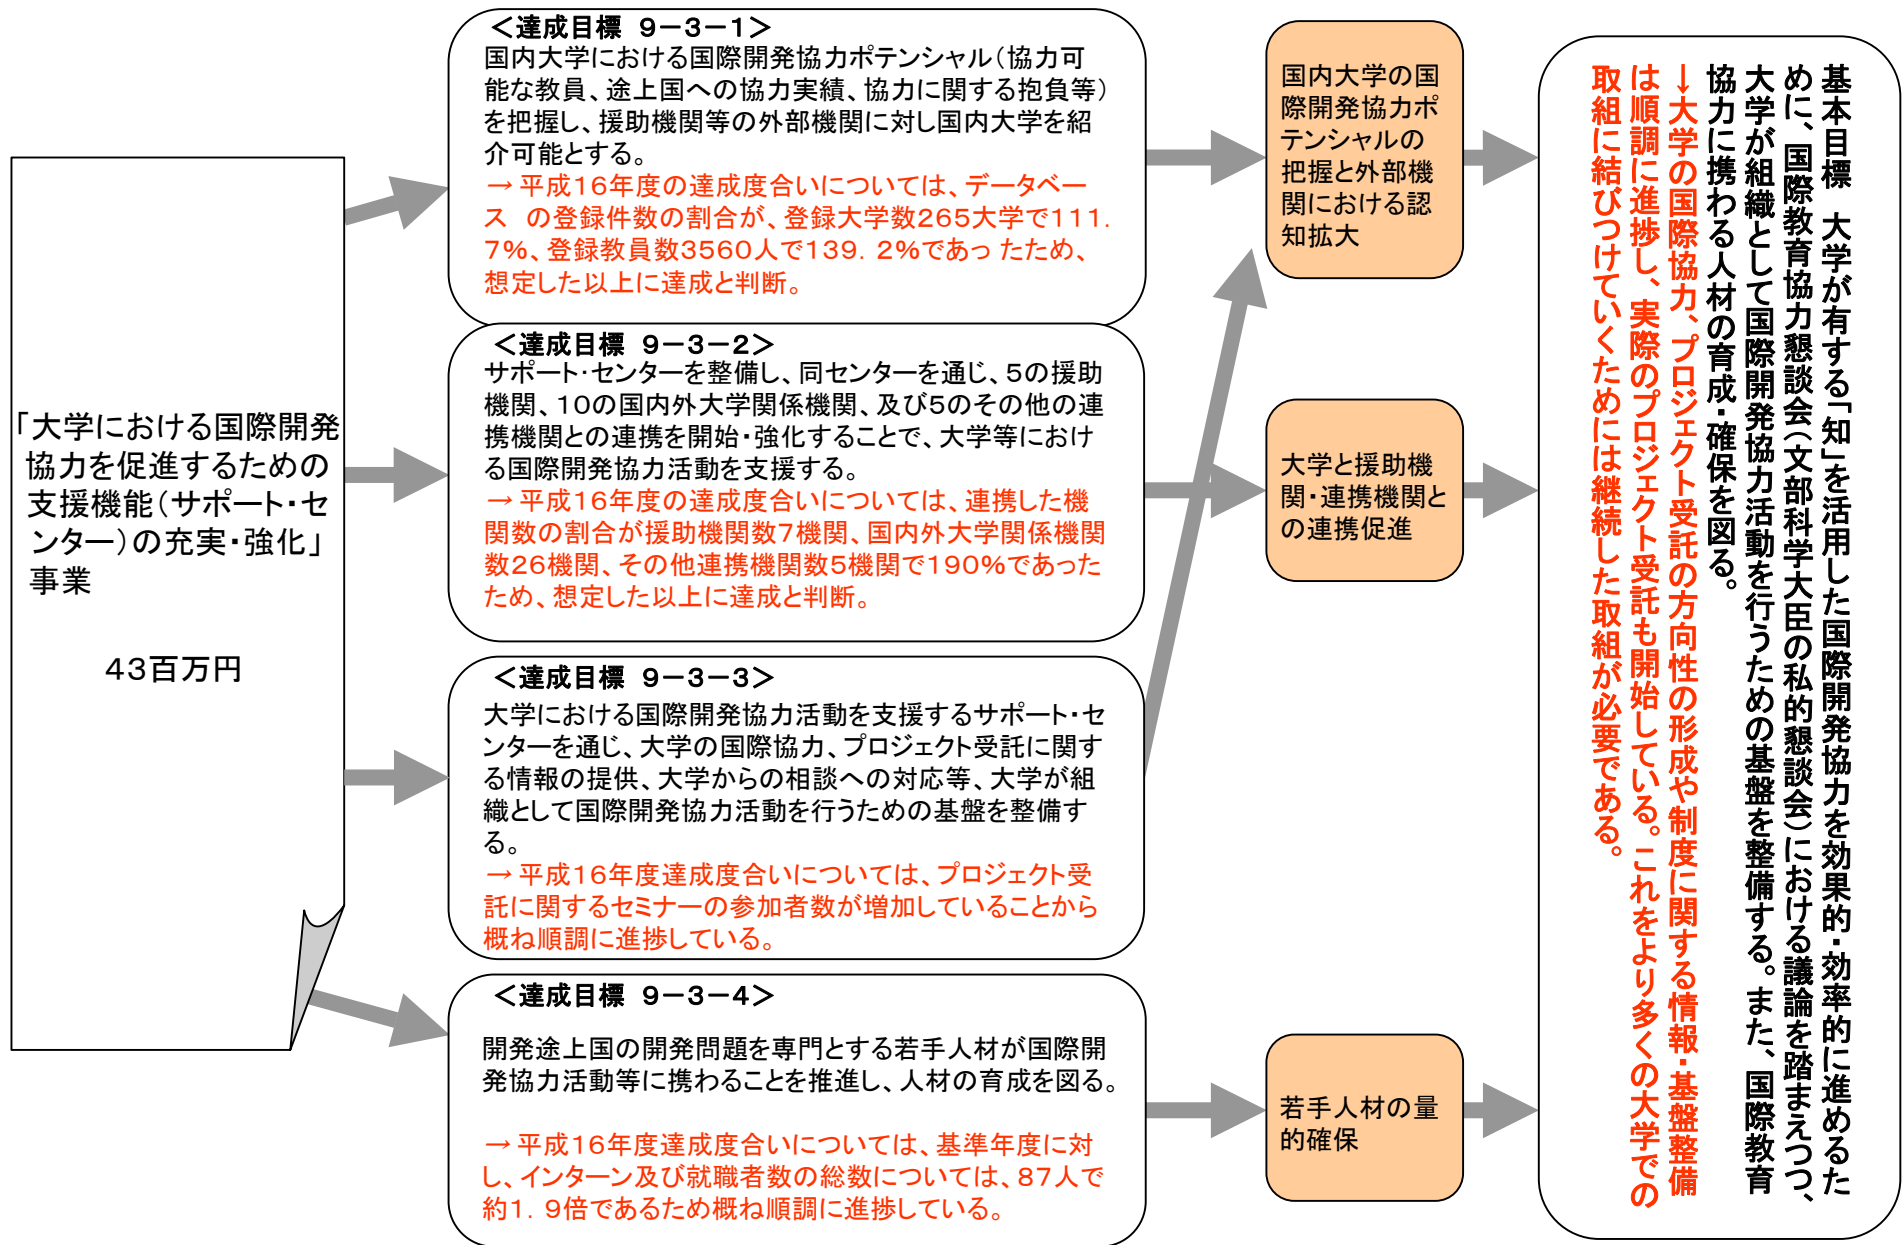 「大学における国際開発
協力を促進するための
支援機能（サポート・セ
ンター）の充実・強化」
事業
43百万円
＜達成目標 9－3－1＞
国内大学における国際開発協力ポテンシャル（協力可
能な教員、途上国への協力実績、協力に関する抱負等）
を把握し、援助機関等の外部機関に対し国内大学を紹
介可能とする。
→ 平成16年度の達成度合いについては、データベー
ス の登録件数の割合が、登録大学数265大学で111.
7%、登録教員数3560人で139. 2%であっ たため、
想定した以上に達成と判断。
＜達成目標 9－3－2＞
サポート・センターを整備し、同センターを通じ、5の援助
機関、10の国内外大学関係機関、及び5のその他の連
携機関との連携を開始・強化することで、大学等におけ
る国際開発協力活動を支援する。
→ 平成16年度の達成度合いについては、連携した機
関数の割合が援助機関数7機関、国内外大学関係機関
数26機関、その他連携機関数5機関で190%であった
ため、想定した以上に達成と判断。
＜達成目標 9－3－3＞
大学における国際開発協力活動を支援するサポート・セ
ンターを通じ、大学の国際協力、プロジェクト受託に関す
る情報の提供、大学からの相談への対応等、大学が組
織として国際開発協力活動を行うための基盤を整備す
る。
→ 平成16年度達成度合いについては、プロジェクト受
託に関するセミナーの参加者数が増加していることから
概ね順調に進捗している。
＜達成目標 9－3－4＞
開発途上国の開発問題を専門とする若手人材が国際開
発協力活動等に携わることを推進し、人材の育成を図る。
→ 平成16年度達成度合いについては、基準年度に対
し、インターン及び就職者数の総数については、87人で
約1. 9倍であるため概ね順調に進捗している。
国内大学の国
際開発協力ポ
テンシャルの
把握と外部機
関における認
知拡大
大学と援助機
関・連携機関と
の連携促進
若手人材の量
的確保
基本目標 大学が有する「知」を活用した国際開発協力を効果的・効率的に進めるた
めに、国際教育協力懇談会（文部科学大臣の私的懇談会）における議論を踏まえつつ、
大学が組織として国際開発協力活動を行うための基盤を整備する。また、国際教育
協力に携わる人材の育成・確保を図る。
→大学の国際協力、プロジェクト受託の方向性の形成や制度に関する情報・基盤整備
は順調に進捗し、実際のプロジェクト受託も開始している。これをより多くの大学での
取組に結びつけていくためには継続した取組が必要である。